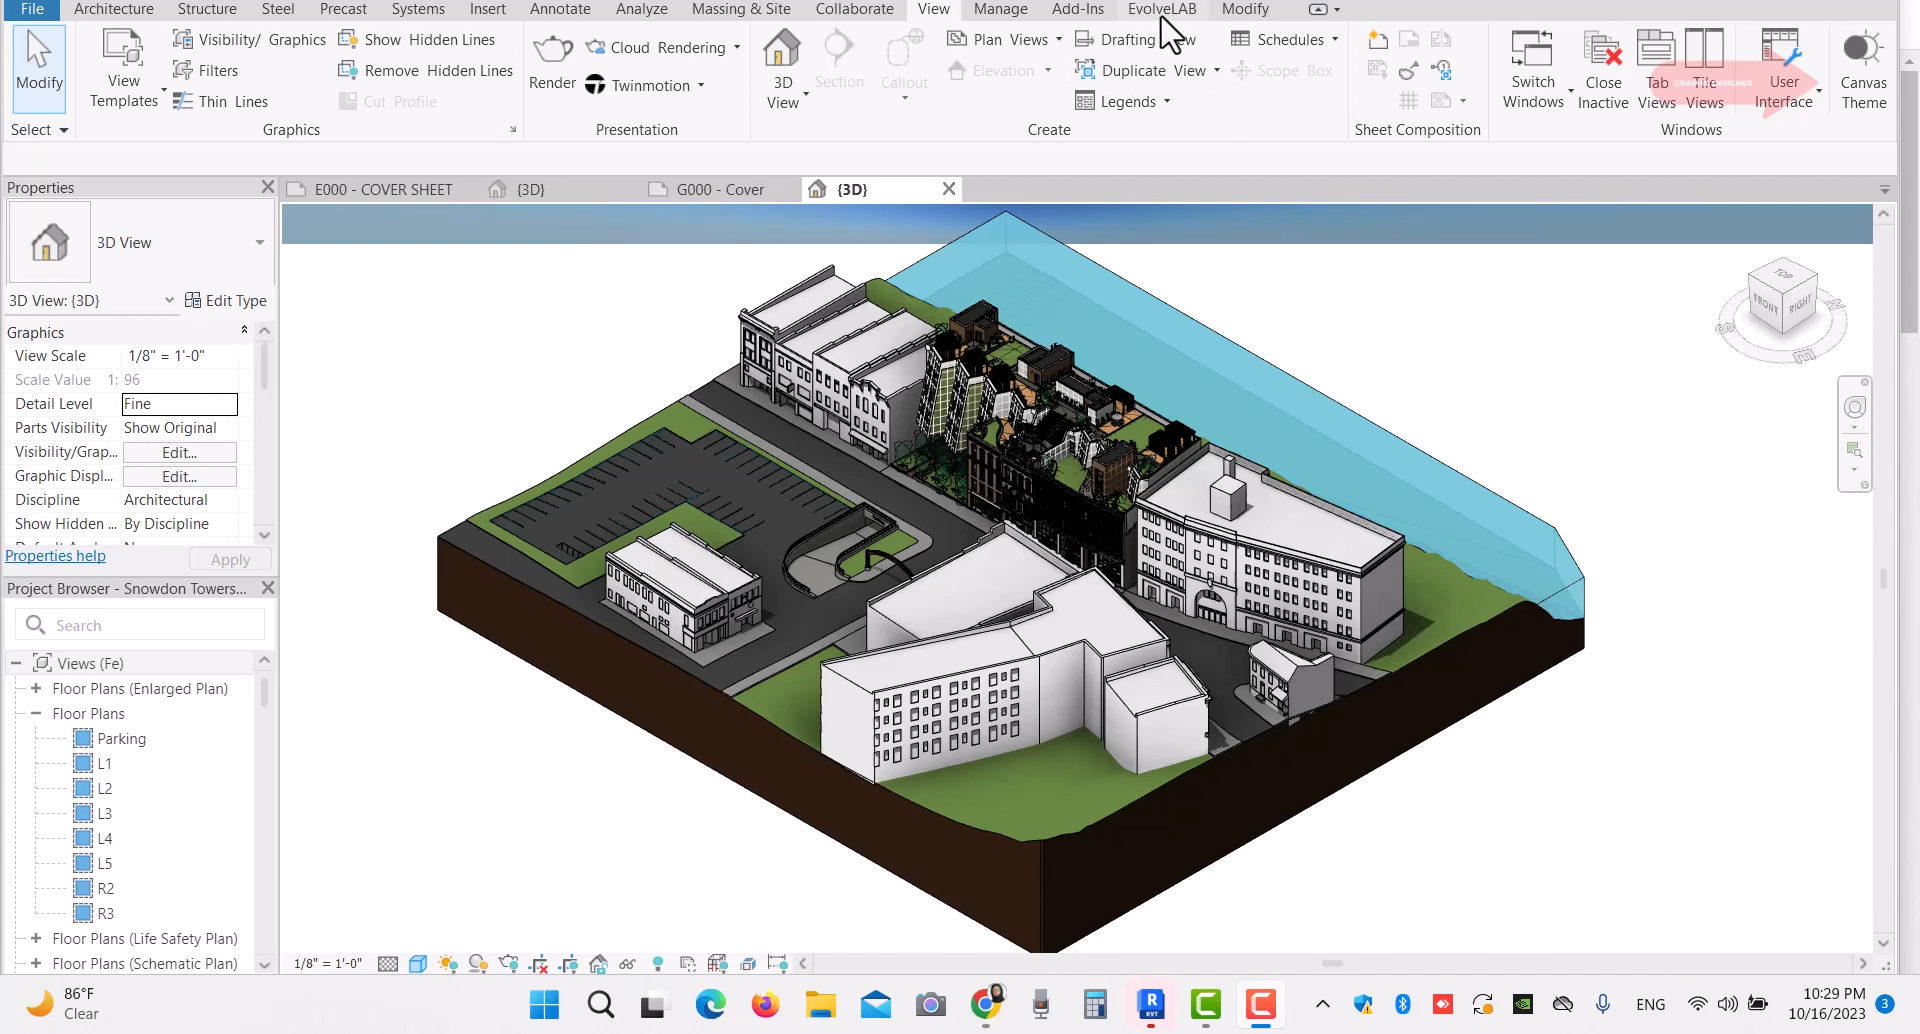 File Architecture Structure Steel Precast Systems Insert Annotate Analyze Massing & Site Collaborate View Manage Add-Ins EvolveLAB Modify
Modify
Select
View Templates
Visibility/ Graphics
Filters
Thin Lines
Show Hidden Lines
Remove Hidden Lines
Cut Profile
Graphics
Render
Cloud Rendering
Twinmotion
Presentation
3D View
Section
Callout
Plan Views
Elevation
Drafting
Duplicate View
Legends
Schedules
Scope Box
Create
Sheet Composition
Switch Windows
Close Inactive
Tab Views
Tile Views
User Interface
Windows
Canvas Theme
Properties
E000 - COVER SHEET
{3D}
G000 - Cover
{3D}
3D View
3D View: {3D}
Edit Type
Graphics
View Scale 1/8" = 1'-0"
Scale Value 1: 96
Detail Level Fine
Parts Visibility Show Original
Visibility/Grap... Edit...
Graphic Displ... Edit...
Discipline Architectural
Show Hidden ... By Discipline
Properties help
Apply
Project Browser - Snowdon Towers...
Search
Views (Fe)
Floor Plans (Enlarged Plan)
Floor Plans
Parking
L1
L2
L3
L4
L5
R2
R3
Floor Plans (Life Safety Plan)
Floor Plans (Schematic Plan)
TOP
FRONT
RIGHT
1/8" = 1'-0"
86°F
Clear
RVT
ENG
10:29 PM
10/16/2023
3